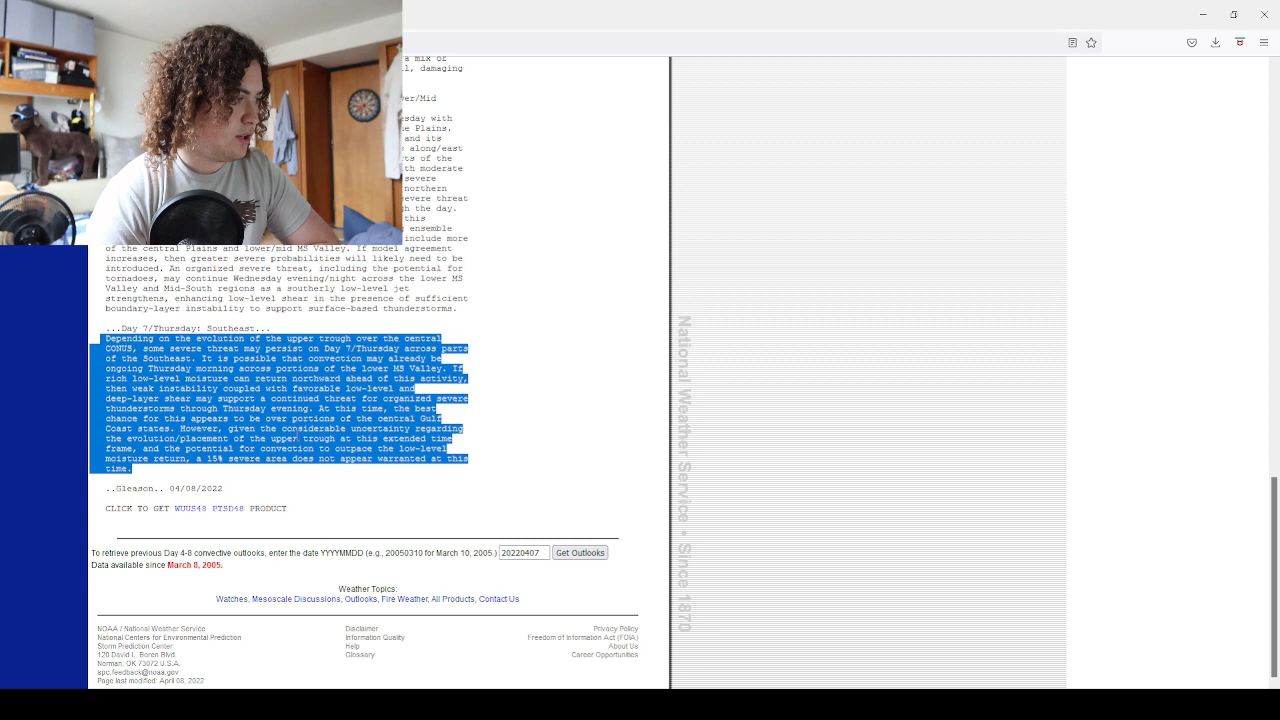 a mix of
l, damaging
er/Mid
sday with
e Plains.
and its
along/east
ts of the
th moderate
severe
northern
evere threat
h the day.
this
ensemble
include more
of the central Plains and lower/mid MS Valley. If model agreement
increases, then greater severe probabilities will likely need to be
introduced. An organized severe threat, including the potential for
tornadoes, may continue Wednesday evening/night across the lower MS
Valley and Mid-South regions as a southerly low-level jet
strengthens, enhancing low-level shear in the presence of sufficient
boundary-layer instability to support surface-based thunderstorms.
...Day 7/Thursday: Southeast...
Depending on the evolution of the upper trough over the central
CONUS, some severe threat may persist on Day 7/Thursday across parts
of the Southeast. It is possible that convection may already be
ongoing Thursday morning across portions of the lower MS Valley. If
rich low-level moisture can return northward ahead of this activity,
then weak instability coupled with favorable low-level and
deep-layer shear may support a continued threat for organized severe
thunderstorms through Thursday evening. At this time, the best
chance for this appears to be over portions of the central Gulf
Coast states. However, given the considerable uncertainty regarding
the evolution/placement of the upper trough at this extended time
frame, and the potential for convection to outpace the low-level
moisture return, a 15% severe area does not appear warranted at this
time.
..Gleason.. 04/08/2022
CLICK TO GET WUUS48 PTSD48 PRODUCT
To retrieve previous Day 4-8 convective outlooks, enter the date YYYYMMDD (e.g., 20050310 for March 10, 2005.) 20220407 Get Outlooks
Data available since March 8, 2005.
Weather Topics:
Watches, Mesoscale Discussions, Outlooks, Fire Weather, All Products, Contact Us
NOAA / National Weather Service
National Centers for Environmental Prediction
Storm Prediction Center
120 David L. Boren Blvd.
Norman, OK 73072 U.S.A.
spc.feedback@noaa.gov
Page last modified: April 08, 2022
Disclaimer
Information Quality
Help
Glossary
Privacy Policy
Freedom of Information Act (FOIA)
About Us
Career Opportunities
National Weather Service • Since 1870